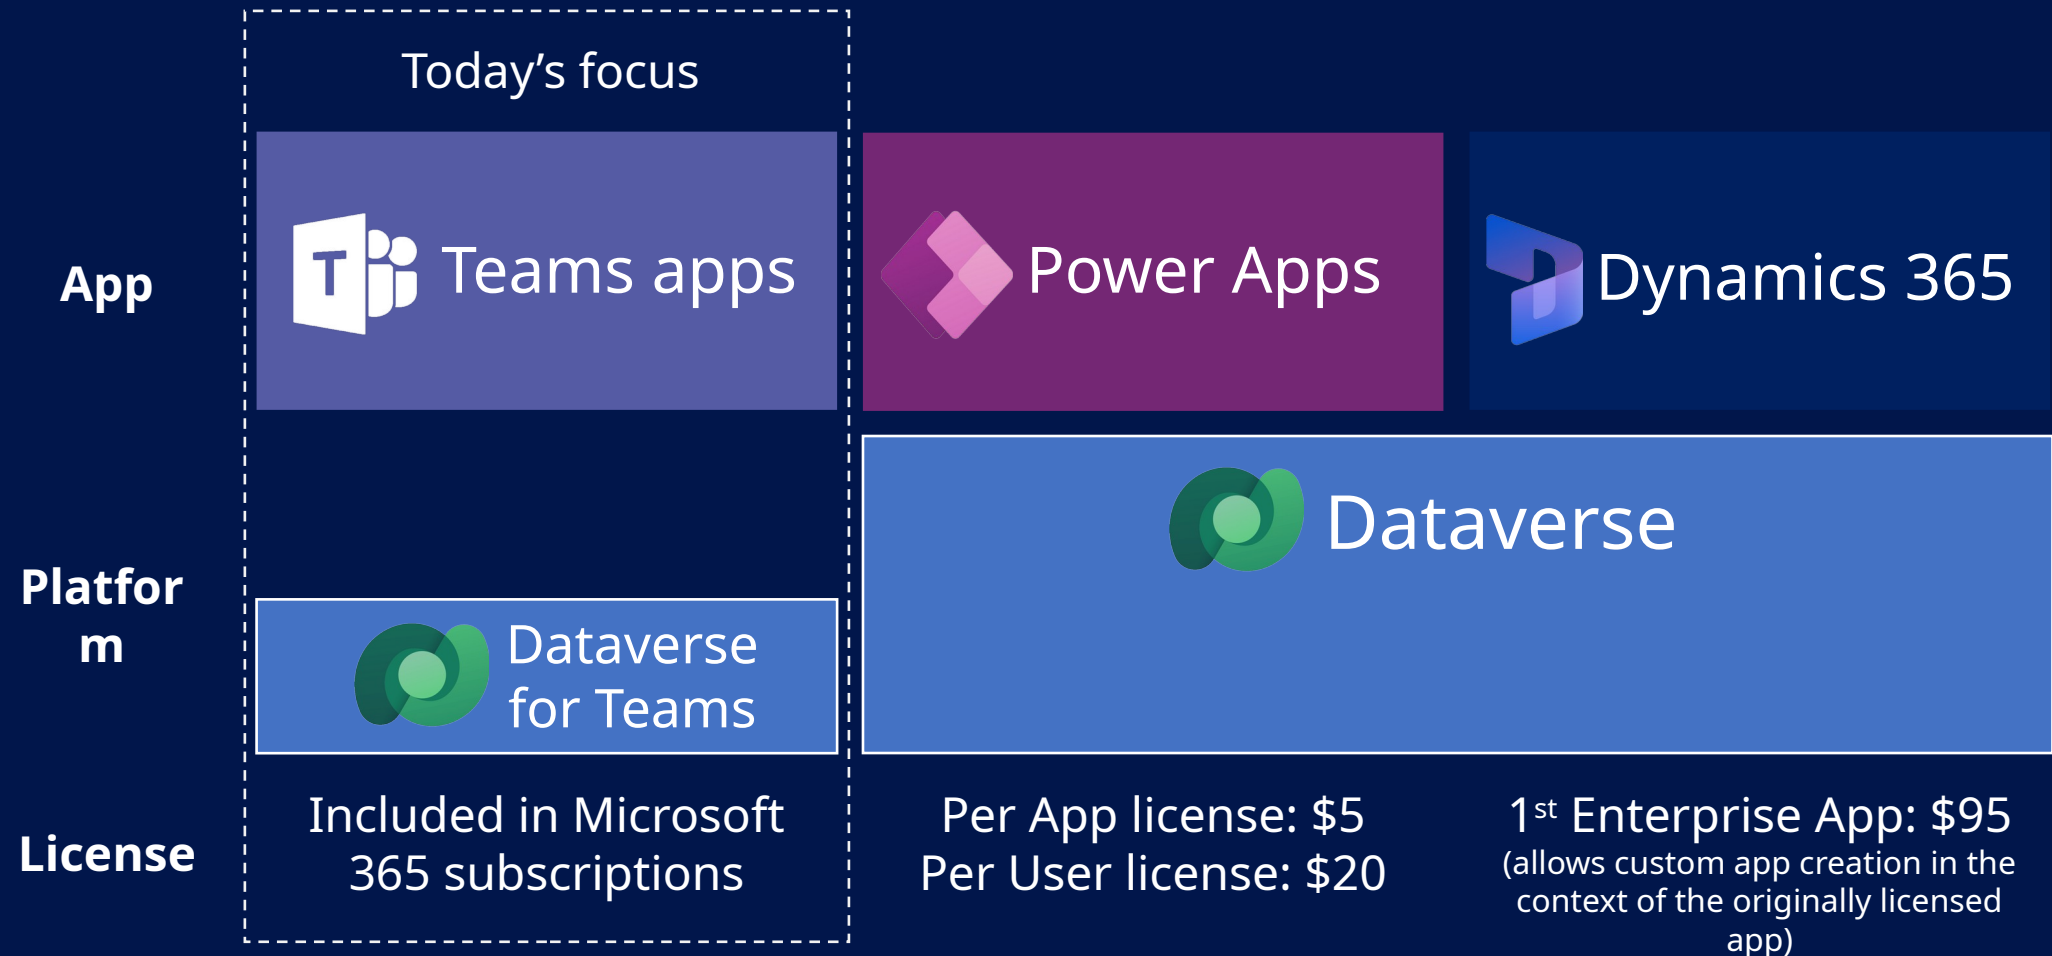 Today’s focus
App
Teams apps
Power Apps
Dynamics 365
Platfor
m
Dataverse
for Teams
Dataverse
License
Included in Microsoft
365 subscriptions
Per App license: $5
Per User license: $20
1st Enterprise App: $95
(allows custom app creation in the
context of the originally licensed
app)